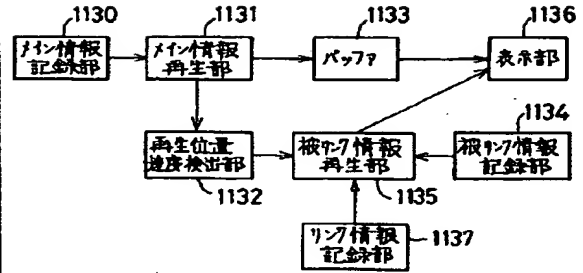 1130
1131
1133
1136
メイン情報
記録部
メイン情報
再生部
バッファ
表示部
1134
再生位置
速度検出部
被リンク情報
再生部
被リンク情報
記録部
1132
1135
リンク情報
記録部
1137